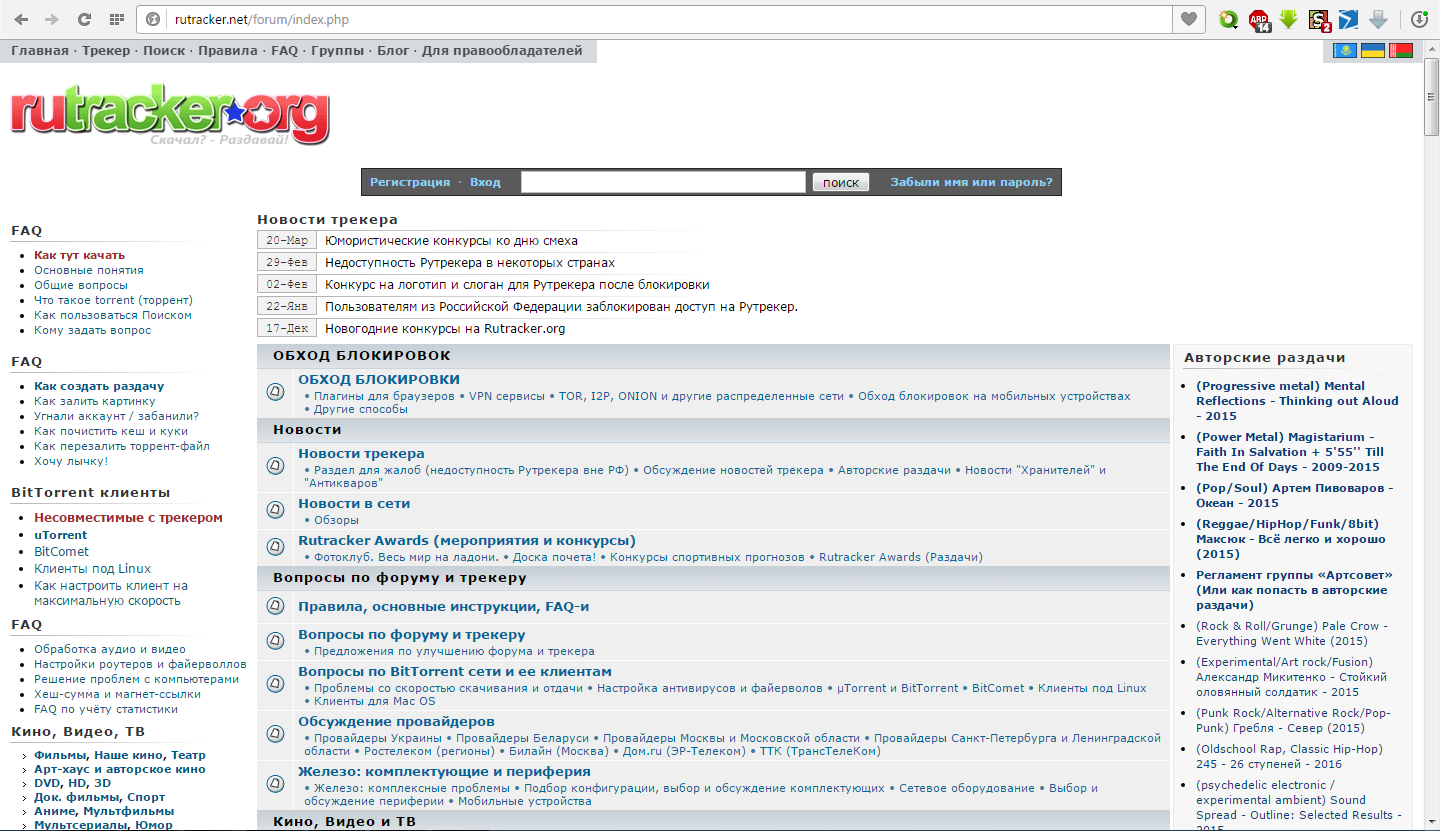 rutracker.net/forum/index.php
14
2
Главная · Трекер · Поиск · Правила · FAQ · Группы · Блог · Для правообладателей
rutracker.org
Скачал? - Раздавай!
Регистрация · Вход
поиск
Забыли имя или пароль?
FAQ
Как тут качать
Основные понятия
Общие вопросы
Что такое torrent (торрент)
Как пользоваться Поиском
Кому задать вопрос
FAQ
Как создать раздачу
Как залить картинку
Угнали аккаунт / забанили?
Как почистить кеш и куки
Как перезалить торрент-файл
Хочу лычку!
BitTorrent клиенты
Несовместимые с трекером
uTorrent
BitComet
Клиенты под Linux
Как настроить клиент на
максимальную скорость
FAQ
Обработка аудио и видео
Настройки роутеров и файерволлов
Решение проблем с компьютерами
Хеш-сумма и магнет-ссылки
FAQ по учёту статистики
Кино, Видео, ТВ
Фильмы, Наше кино, Театр
Арт-хаус и авторское кино
DVD, HD, 3D
Док. фильмы, Спорт
Аниме, Мультфильмы
Мультсериалы, Юмор
Новости трекера
20-Мар Юмористические конкурсы ко дню смеха
29-Фев Недоступность Рутрекера в некоторых странах
02-Фев Конкурс на логотип и слоган для Рутрекера после блокировки
22-Янв Пользователям из Российской Федерации заблокирован доступ на Рутрекер.
17-Дек Новогодние конкурсы на Rutracker.org
ОБХОД БЛОКИРОВОК
ОБХОД БЛОКИРОВКИ
• Плагины для браузеров • VPN сервисы • TOR, I2P, ONION и другие распределенные сети • Обход блокировок на мобильных устройствах
• Другие способы
Новости
Новости трекера
• Раздел для жалоб (недоступность Рутрекера вне РФ) • Обсуждение новостей трекера • Авторские раздачи • Новости "Хранителей" и
"Антикваров"
Новости в сети
• Обзоры
Rutracker Awards (мероприятия и конкурсы)
• Фотоклуб. Весь мир на ладони. • Доска почета! • Конкурсы спортивных прогнозов • Rutracker Awards (Раздачи)
Вопросы по форуму и трекеру
Правила, основные инструкции, FAQ-и
Вопросы по форуму и трекеру
• Предложения по улучшению форума и трекера
Вопросы по BitTorrent сети и ее клиентам
• Проблемы со скоростью скачивания и отдачи • Настройка антивирусов и файерволов • µTorrent и BitTorrent • BitComet • Клиенты под Linux
• Клиенты для Mac OS
Обсуждение провайдеров
• Провайдеры Украины • Провайдеры Беларуси • Провайдеры Москвы и Московской области • Провайдеры Санкт-Петербурга и Ленинградской
области • Ростелеком (регионы) • Билайн (Москва) • Дом.ru (ЭР-Телеком) • ТТК (ТрансТелеКом)
Железо: комплектующие и периферия
• Железо: комплексные проблемы • Подбор конфигурации, выбор и обсуждение комплектующих • Сетевое оборудование • Выбор и
обсуждение периферии • Мобильные устройства
Кино, Видео и ТВ
Авторские раздачи
(Progressive metal) Mental
Reflections - Thinking out Aloud
- 2015
(Power Metal) Magistarium -
Faith In Salvation + 5'55'' Till
The End Of Days - 2009-2015
(Pop/Soul) Артем Пивоваров -
Океан - 2015
(Reggae/HipHop/Funk/8bit)
Максюк - Всё легко и хорошо
(2015)
Регламент группы «Артсовет»
(Или как попасть в авторские
раздачи)
(Rock & Roll/Grunge) Pale Crow -
Everything Went White (2015)
(Experimental/Art rock/Fusion)
Александр Микитенко - Стойкий
оловянный солдатик - 2015
(Punk Rock/Alternative Rock/Pop-
Punk) Гребля - Север (2015)
(Oldschool Rap, Classic Hip-Hop)
245 - 26 ступеней - 2016
(psychedelic electronic /
experimental ambient) Sound
Spread - Outline: Selected Results -
2015